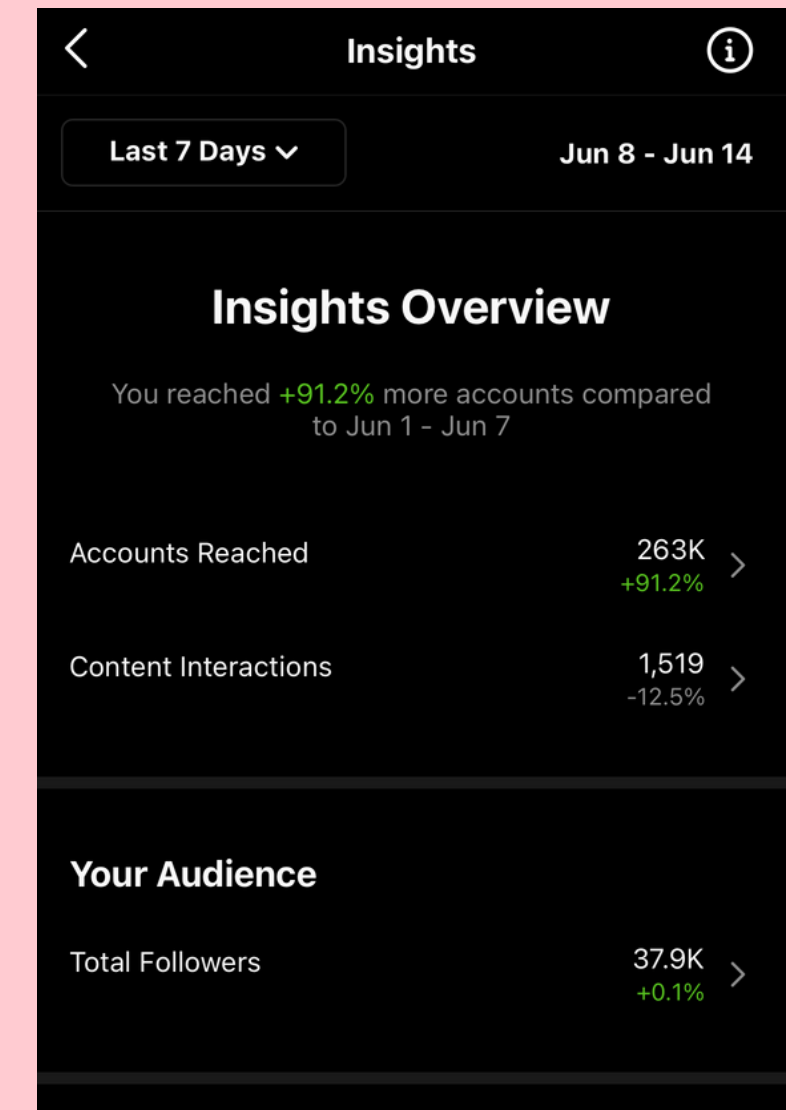 Insights
Last 7 Days
Jun 8 - Jun 14
Insights Overview
You reached +91.2% more accounts compared
to Jun 1 - Jun 7
Accounts Reached
263K
+91.2%
Content Interactions
1,519
-12.5%
Your Audience
Total Followers
37.9K
+0.1%